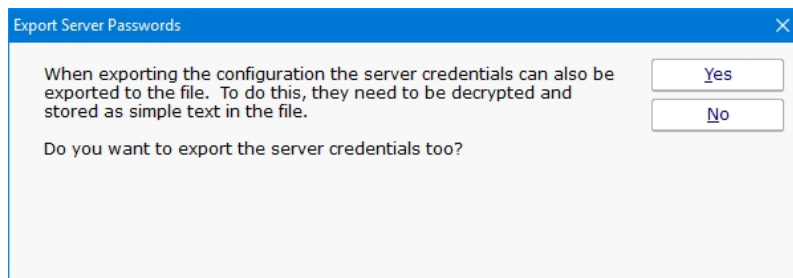 Export Server Passwords
When exporting the configuration the server credentials can also be
exported to the file.  To do this, they need to be decrypted and
stored as simple text in the file.
Do you want to export the server credentials too?
Yes
No